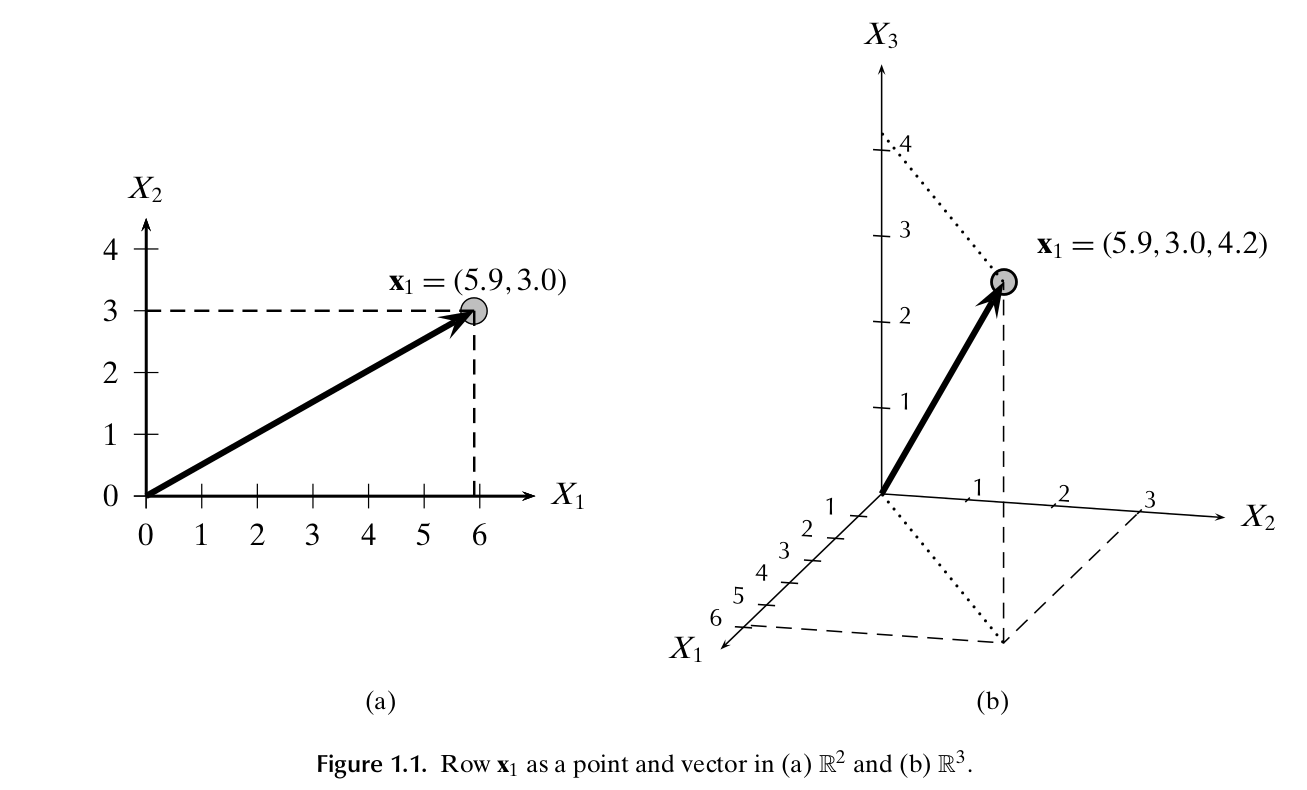 X₂
4
3
2
1
0
x₁ = (5.9, 3.0)
0 1 2 3 4 5 6
X₁
(a)
X₃
4
3
2
1
x₁ = (5.9, 3.0, 4.2)
1 2 3
X₂
1
2
3
4
5
6
X₁
(b)
Figure 1.1. Row x₁ as a point and vector in (a) ℝ² and (b) ℝ³.